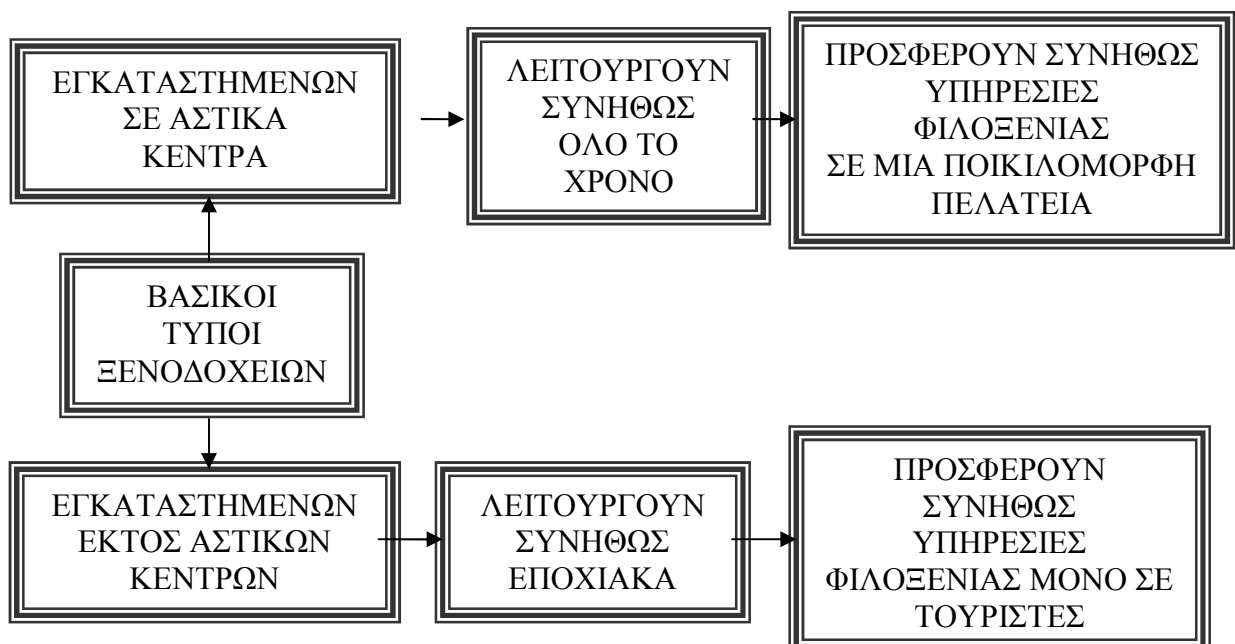 ΕΓΚΑΤΑΣΤΗΜΕΝΩΝ
ΣΕ ΑΣΤΙΚΑ
ΚΕΝΤΡΑ
ΛΕΙΤΟΥΡΓΟΥΝ
ΣΥΝΗΘΩΣ
ΟΛΟ ΤΟ
ΧΡΟΝΟ
ΠΡΟΣΦΕΡΟΥΝ ΣΥΝΗΘΩΣ
ΥΠΗΡΕΣΙΕΣ
ΦΙΛΟΞΕΝΙΑΣ
ΣΕ ΜΙΑ ΠΟΙΚΙΛΟΜΟΡΦΗ
ΠΕΛΑΤΕΙΑ
ΒΑΣΙΚΟΙ
ΤΥΠΟΙ
ΞΕΝΟΔΟΧΕΙΩΝ
ΕΓΚΑΤΑΣΤΗΜΕΝΩΝ
ΕΚΤΟΣ ΑΣΤΙΚΩΝ
ΚΕΝΤΡΩΝ
ΛΕΙΤΟΥΡΓΟΥΝ
ΣΥΝΗΘΩΣ
ΕΠΟΧΙΑΚΑ
ΠΡΟΣΦΕΡΟΥΝ
ΣΥΝΗΘΩΣ
ΥΠΗΡΕΣΙΕΣ
ΦΙΛΟΞΕΝΙΑΣ ΜΟΝΟ ΣΕ
ΤΟΥΡΙΣΤΕΣ